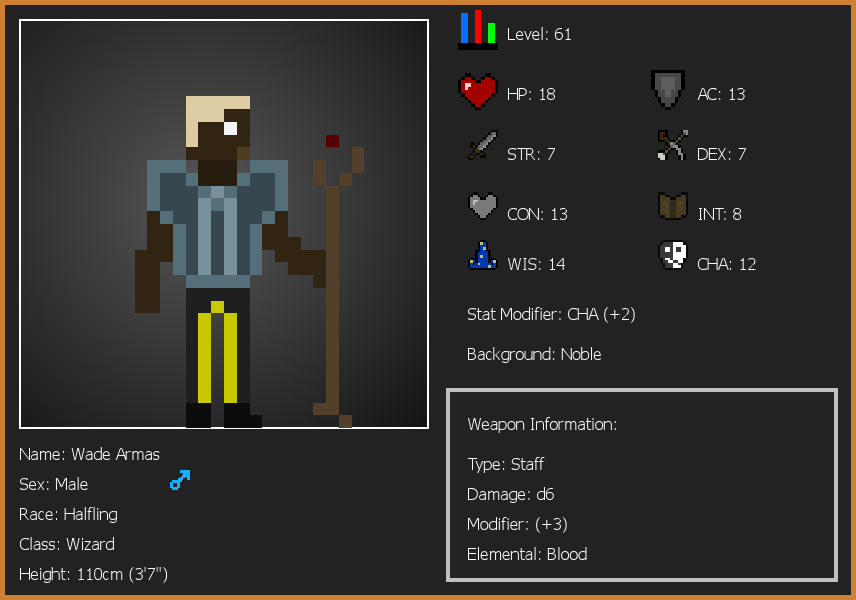 Level: 61
HP: 18
AC: 13
STR: 7
DEX: 7
CON: 13
INT: 8
WIS: 14
CHA: 12
Stat Modifier: CHA (+2)
Background: Noble
Weapon Information:
Type: Staff
Damage: d6
Modifier: (+3)
Elemental: Blood
Name: Wade Armas
Sex: Male
Race: Halfling
Class: Wizard
Height: 110cm (3'7")